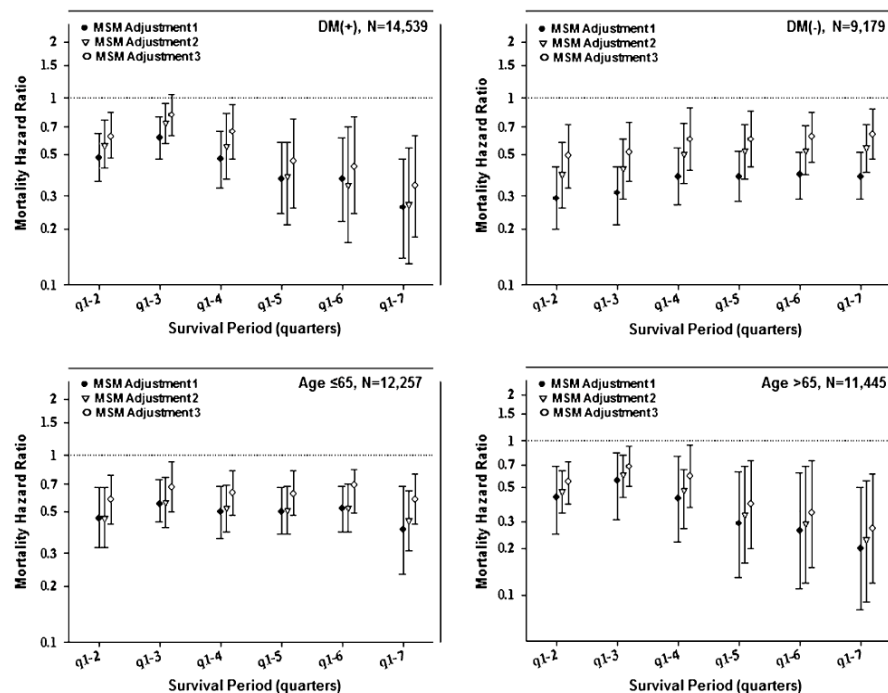 DM(+), N=14,539
MSM Adjustment1
MSM Adjustment2
MSM Adjustment3
Mortality Hazard Ratio
2
1.5
1
0.7
0.5
0.3
0.2
0.1
q1-2
q1-3
q1-4
q1-5
q1-6
q1-7
Survival Period (quarters)
DM(-), N=9,179
MSM Adjustment1
MSM Adjustment2
MSM Adjustment3
Mortality Hazard Ratio
2
1.5
1
0.7
0.5
0.3
0.2
0.1
q1-2
q1-3
q1-4
q1-5
q1-6
q1-7
Survival Period (quarters)
Age ≤65, N=12,257
MSM Adjustment1
MSM Adjustment2
MSM Adjustment3
Mortality Hazard Ratio
2
1.5
1
0.7
0.5
0.3
0.2
0.1
q1-2
q1-3
q1-4
q1-5
q1-6
q1-7
Survival Period (quarters)
Age >65, N=11,445
MSM Adjustment1
MSM Adjustment2
MSM Adjustment3
Mortality Hazard Ratio
2
1.5
1
0.7
0.5
0.3
0.2
0.1
q1-2
q1-3
q1-4
q1-5
q1-6
q1-7
Survival Period (quarters)